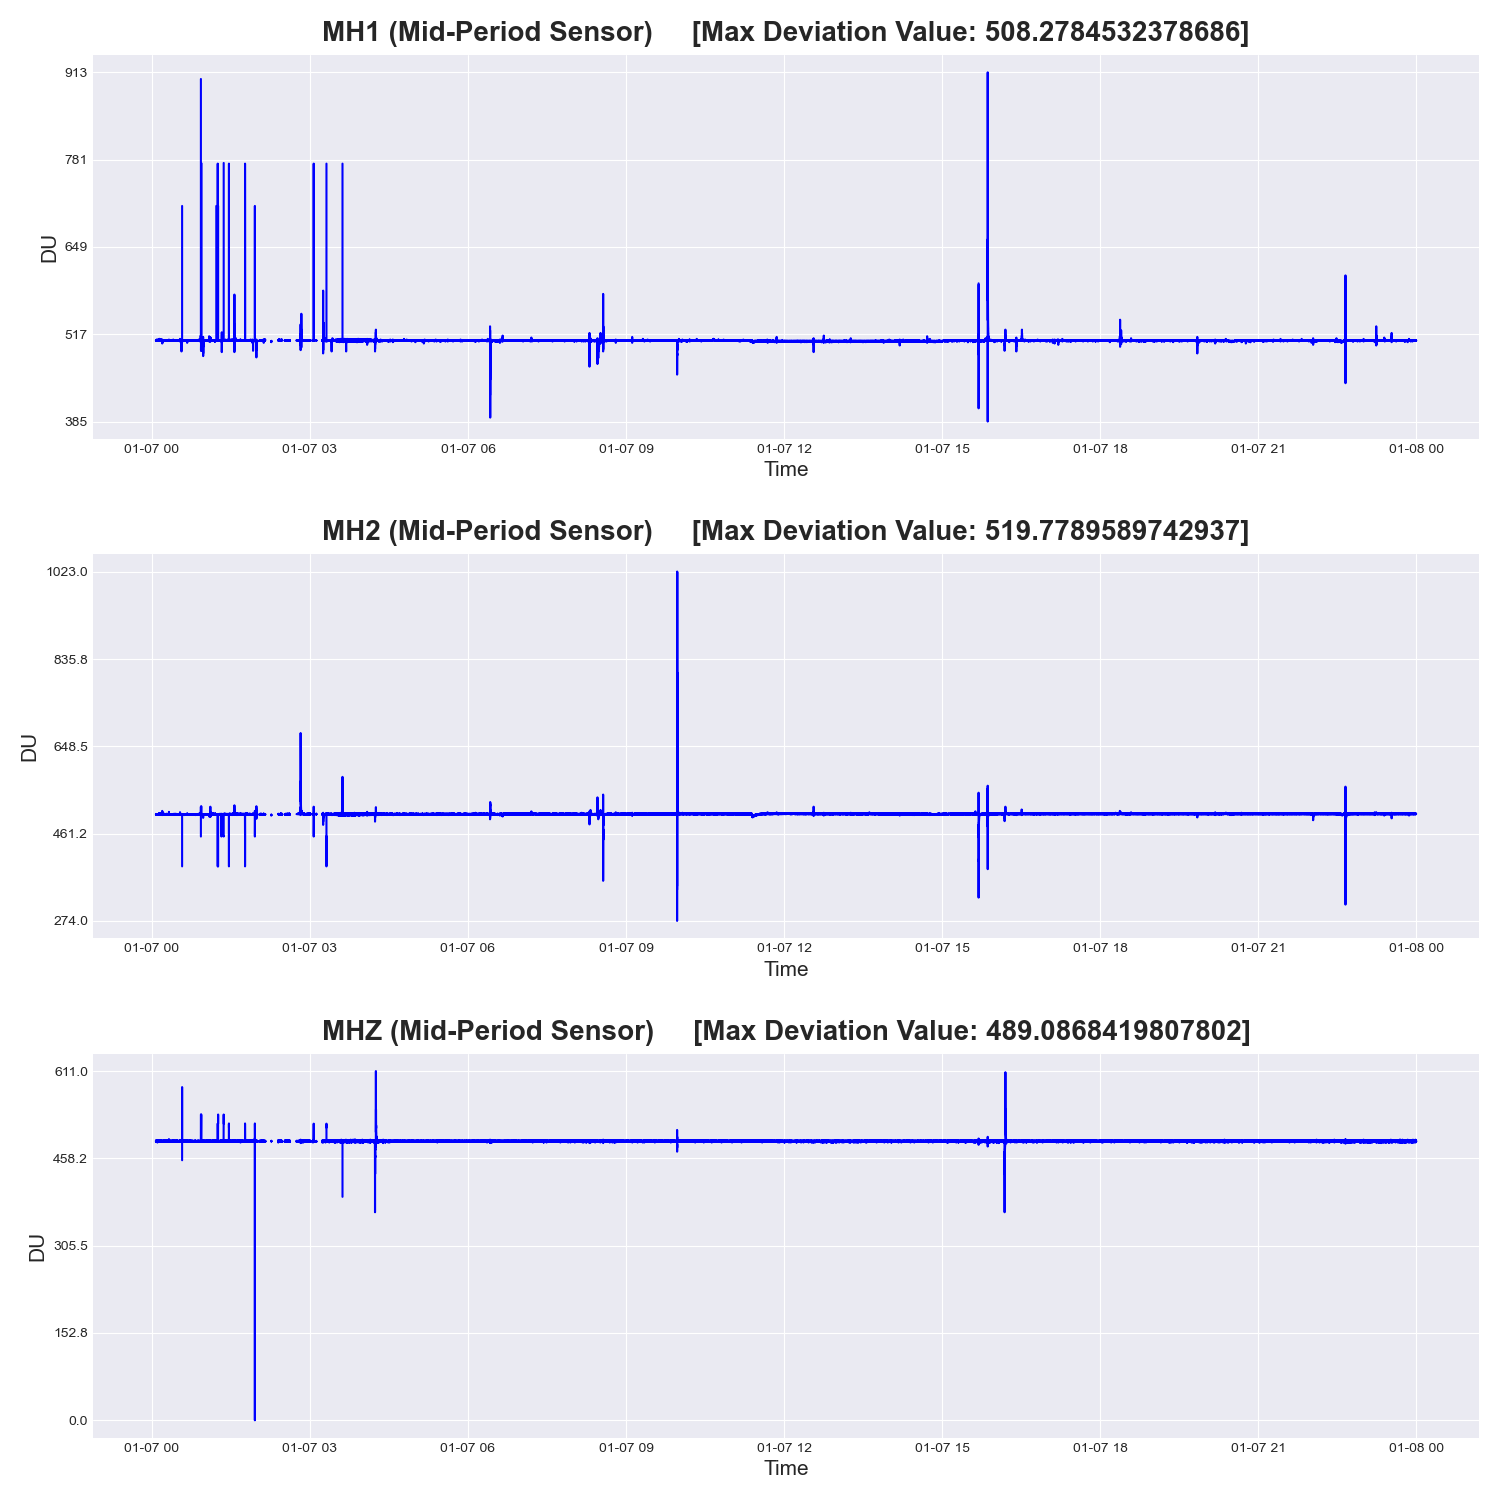 MH1 (Mid-Period Sensor) [Max Deviation Value: 508.2784532378686]
913
781
649
517
385
DU
01-07 00 01-07 03 01-07 06 01-07 09 01-07 12 01-07 15 01-07 18 01-07 21 01-08 00
Time
MH2 (Mid-Period Sensor) [Max Deviation Value: 519.7789589742937]
1023.0
835.8
648.5
461.2
274.0
DU
01-07 00 01-07 03 01-07 06 01-07 09 01-07 12 01-07 15 01-07 18 01-07 21 01-08 00
Time
MHZ (Mid-Period Sensor) [Max Deviation Value: 489.0868419807802]
611.0
458.2
305.5
152.8
0.0
DU
01-07 00 01-07 03 01-07 06 01-07 09 01-07 12 01-07 15 01-07 18 01-07 21 01-08 00
Time